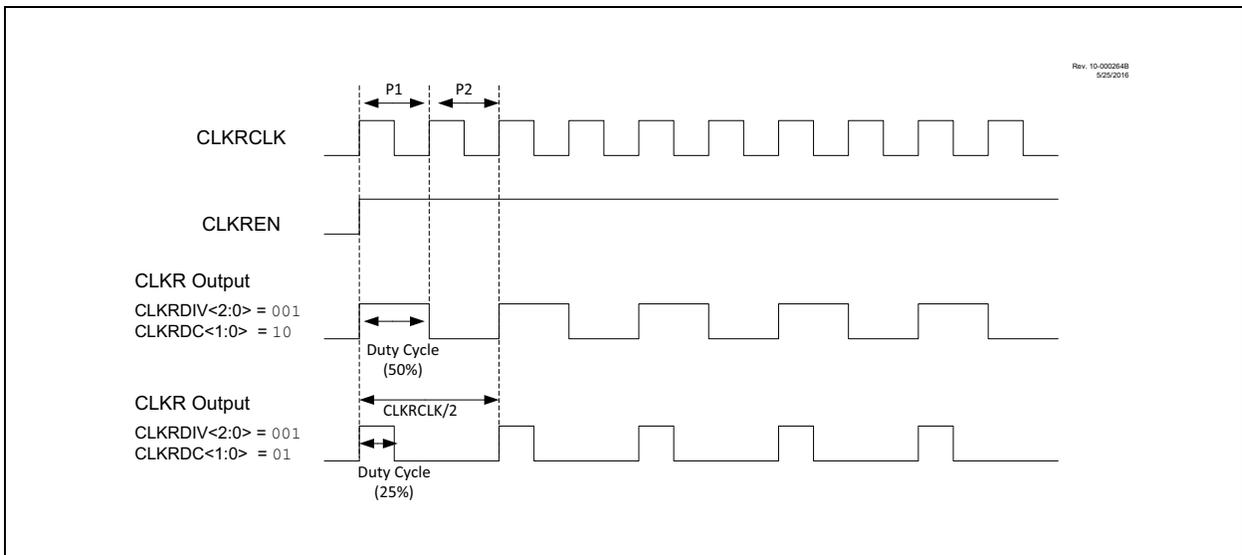 Rev. 10-000264B
5/25/2016
P1
P2
CLKRCLK
CLKREN
CLKR Output
CLKRDIV<2:0> = 001
CLKRDC<1:0> = 10
Duty Cycle
(50%)
CLKR Output
CLKRCLK/2
CLKRDIV<2:0> = 001
CLKRDC<1:0> = 01
Duty Cycle
(25%)